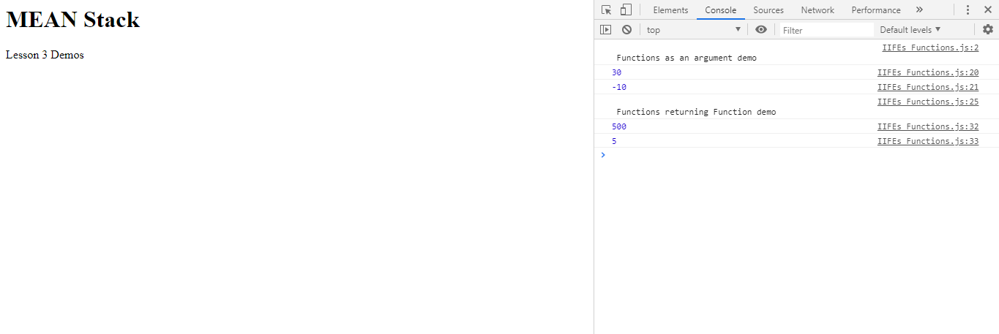 MEAN Stack
Lesson 3 Demos
Elements Console Sources Network Performance »
top Filter Default levels
IIFEs Functions.js:2
Functions as an argument demo
30 IIFEs Functions.js:20
-10 IIFEs Functions.js:21
IIFEs Functions.js:25
Functions returning Function demo
500 IIFEs Functions.js:32
5 IIFEs Functions.js:33
>